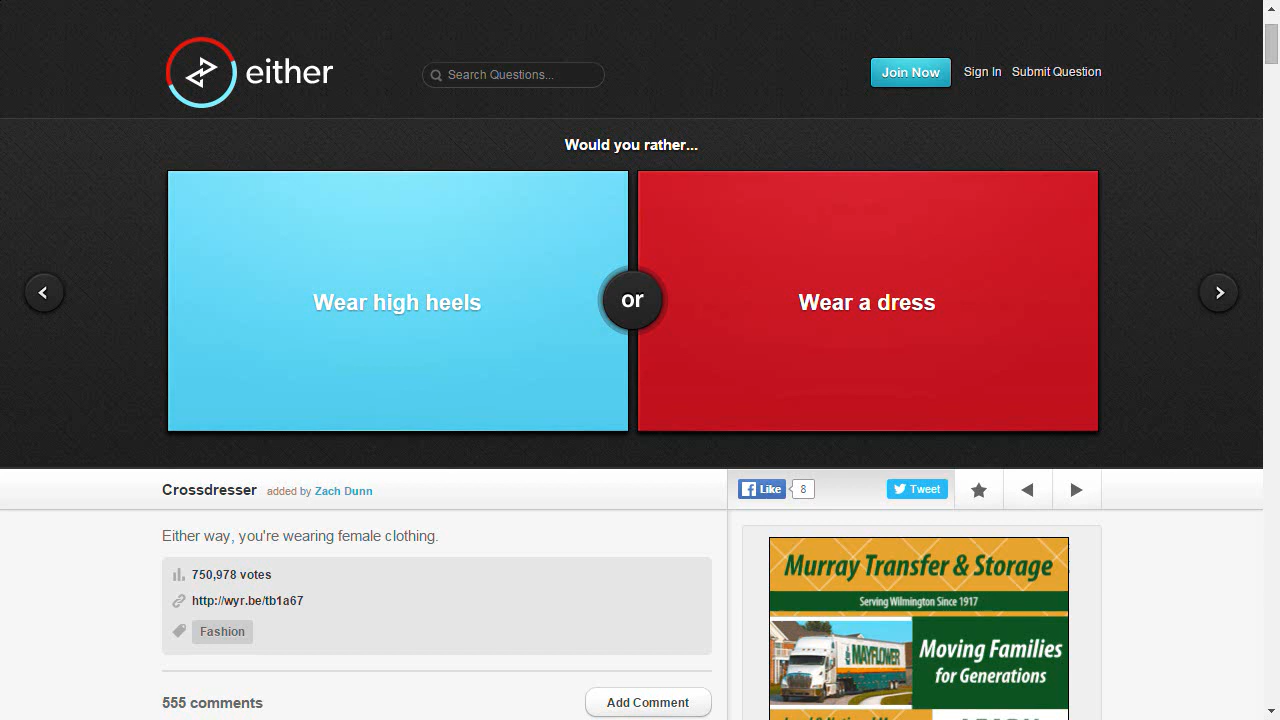 either
Search Questions...
Join Now
Sign In
Submit Question
Would you rather...
Wear high heels
or
Wear a dress
Crossdresser added by Zach Dunn
Like
8
Tweet
Either way, you're wearing female clothing.
750,978 votes
http://wyr.be/tb1a67
Fashion
555 comments
Add Comment
Murray Transfer & Storage
Serving Wilmington Since 1917
MAYFLOWER
Moving Families
for Generations